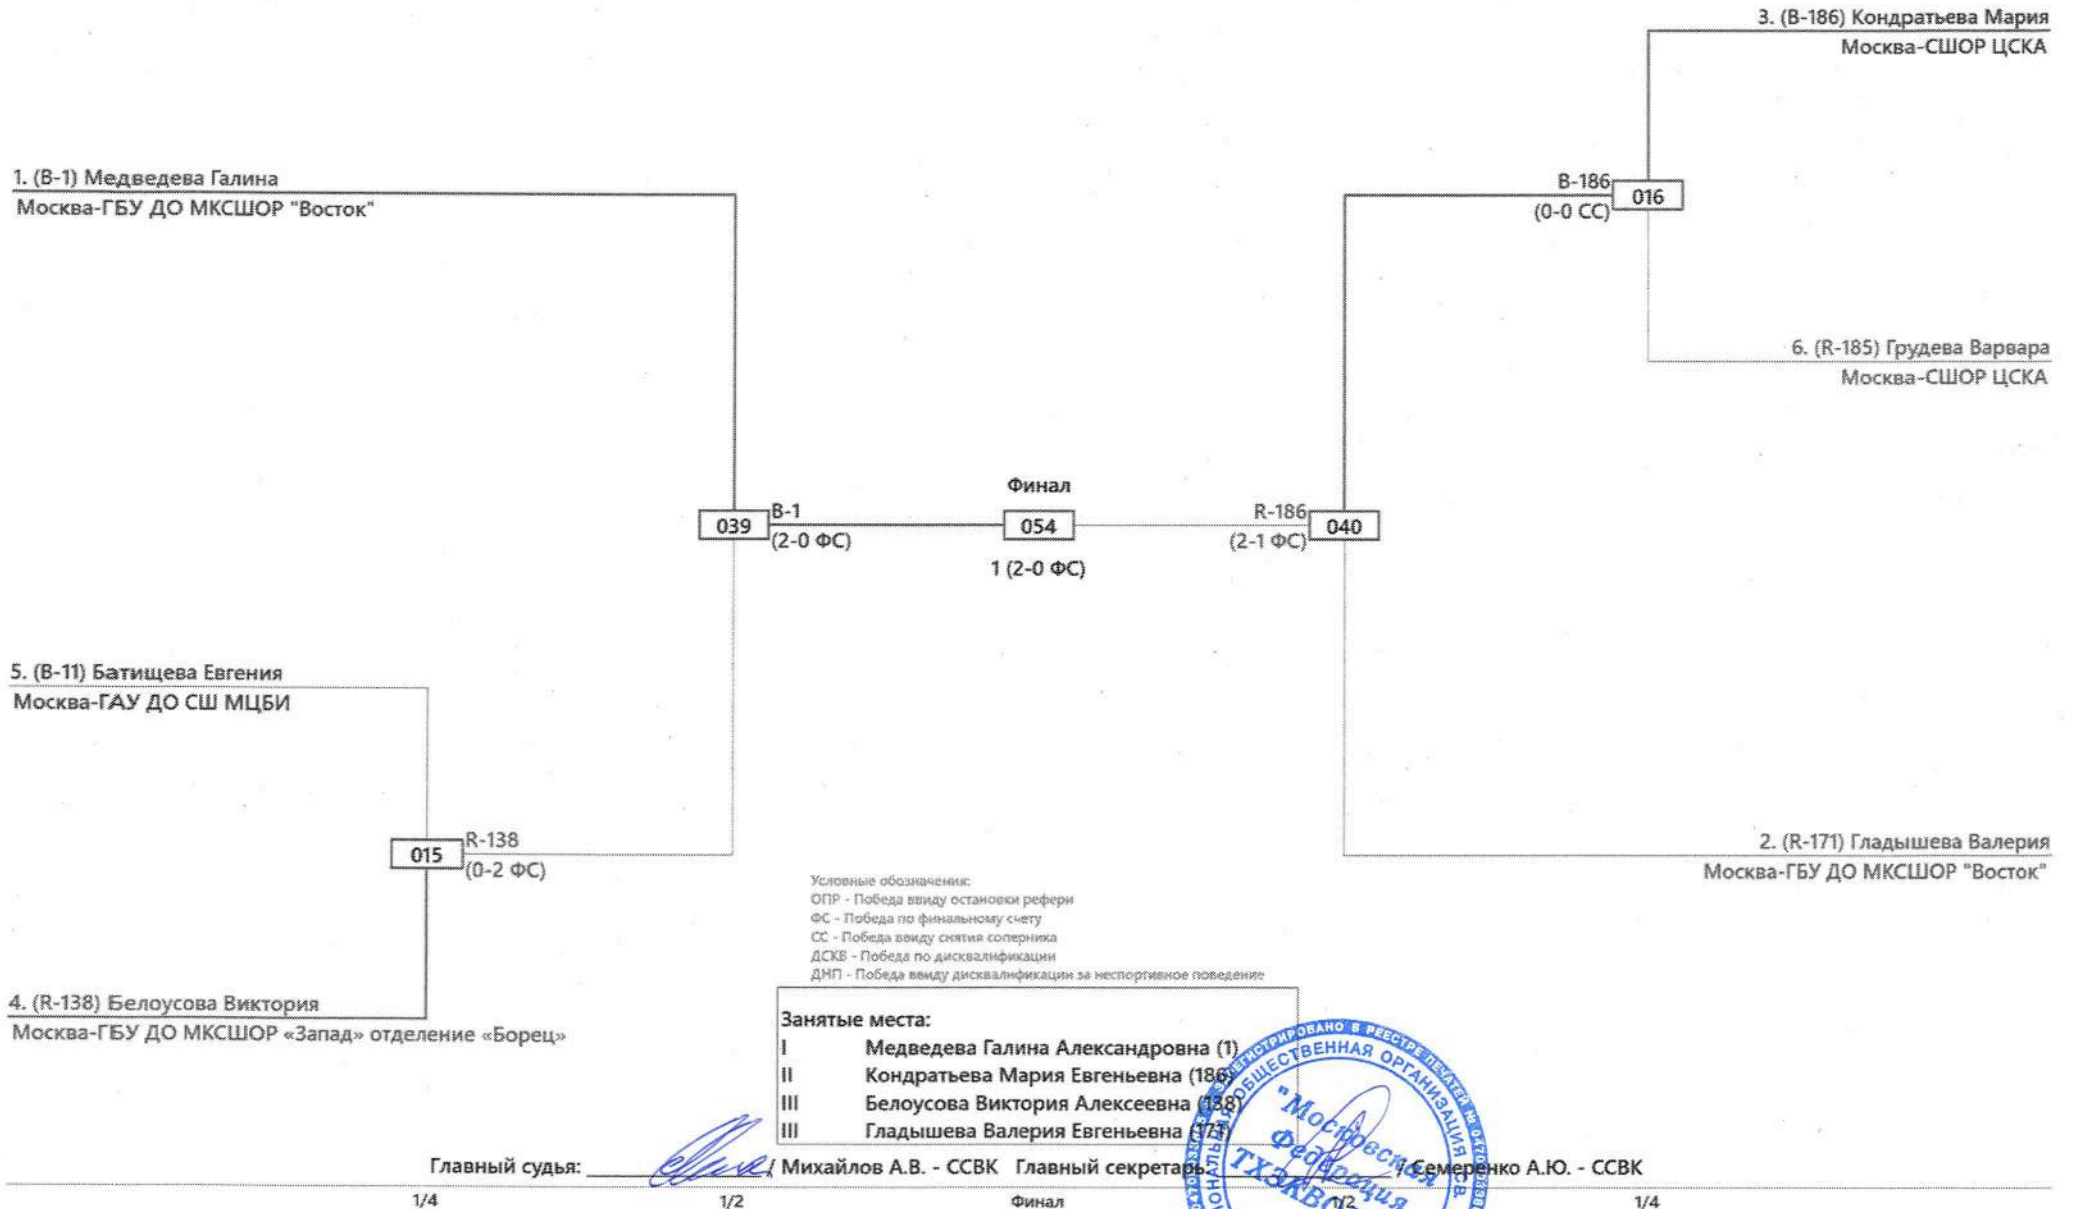 3. (B-186) Кондратьева Мария
Москва-СШОР ЦСКА
1. (B-1) Медведева Галина
Москва-ГБУ ДО МКСШОР "Восток"
B-186
(0-0 СС)
016
6. (R-185) Грудева Варвара
Москва-СШОР ЦСКА
Финал
039
B-1
(2-0 ФС)
054
1 (2-0 ФС)
R-186
(2-1 ФС)
040
5. (B-11) Батищева Евгения
Москва-ГАУ ДО СШ МЦБИ
015
R-138
(0-2 ФС)
2. (R-171) Гладышева Валерия
Москва-ГБУ ДО МКСШОР "Восток"
Условные обозначения:
ОПР - Победа ввиду остановки рефери
ФС - Победа по финальному счету
СС - Победа ввиду снятия соперника
ДСКВ - Победа по дисквалификации
ДНП - Победа ввиду дисквалификации за неспортивное поведение
4. (R-138) Белоусова Виктория
Москва-ГБУ ДО МКСШОР «Запад» отделение «Борец»
Занятые места:
I Медведева Галина Александровна (1)
II Кондратьева Мария Евгеньевна (186)
III Белоусова Виктория Алексеевна (138)
III Гладышева Валерия Евгеньевна (171)
Главный судья: / Михайлов А.В. - ССВК Главный секретарь: / Семеренко А.Ю. - ССВК
ОБЩЕСТВЕННАЯ ОРГАНИЗАЦИЯ
"Московская
Федерация
1/4 1/2 Финал 1/2 1/4